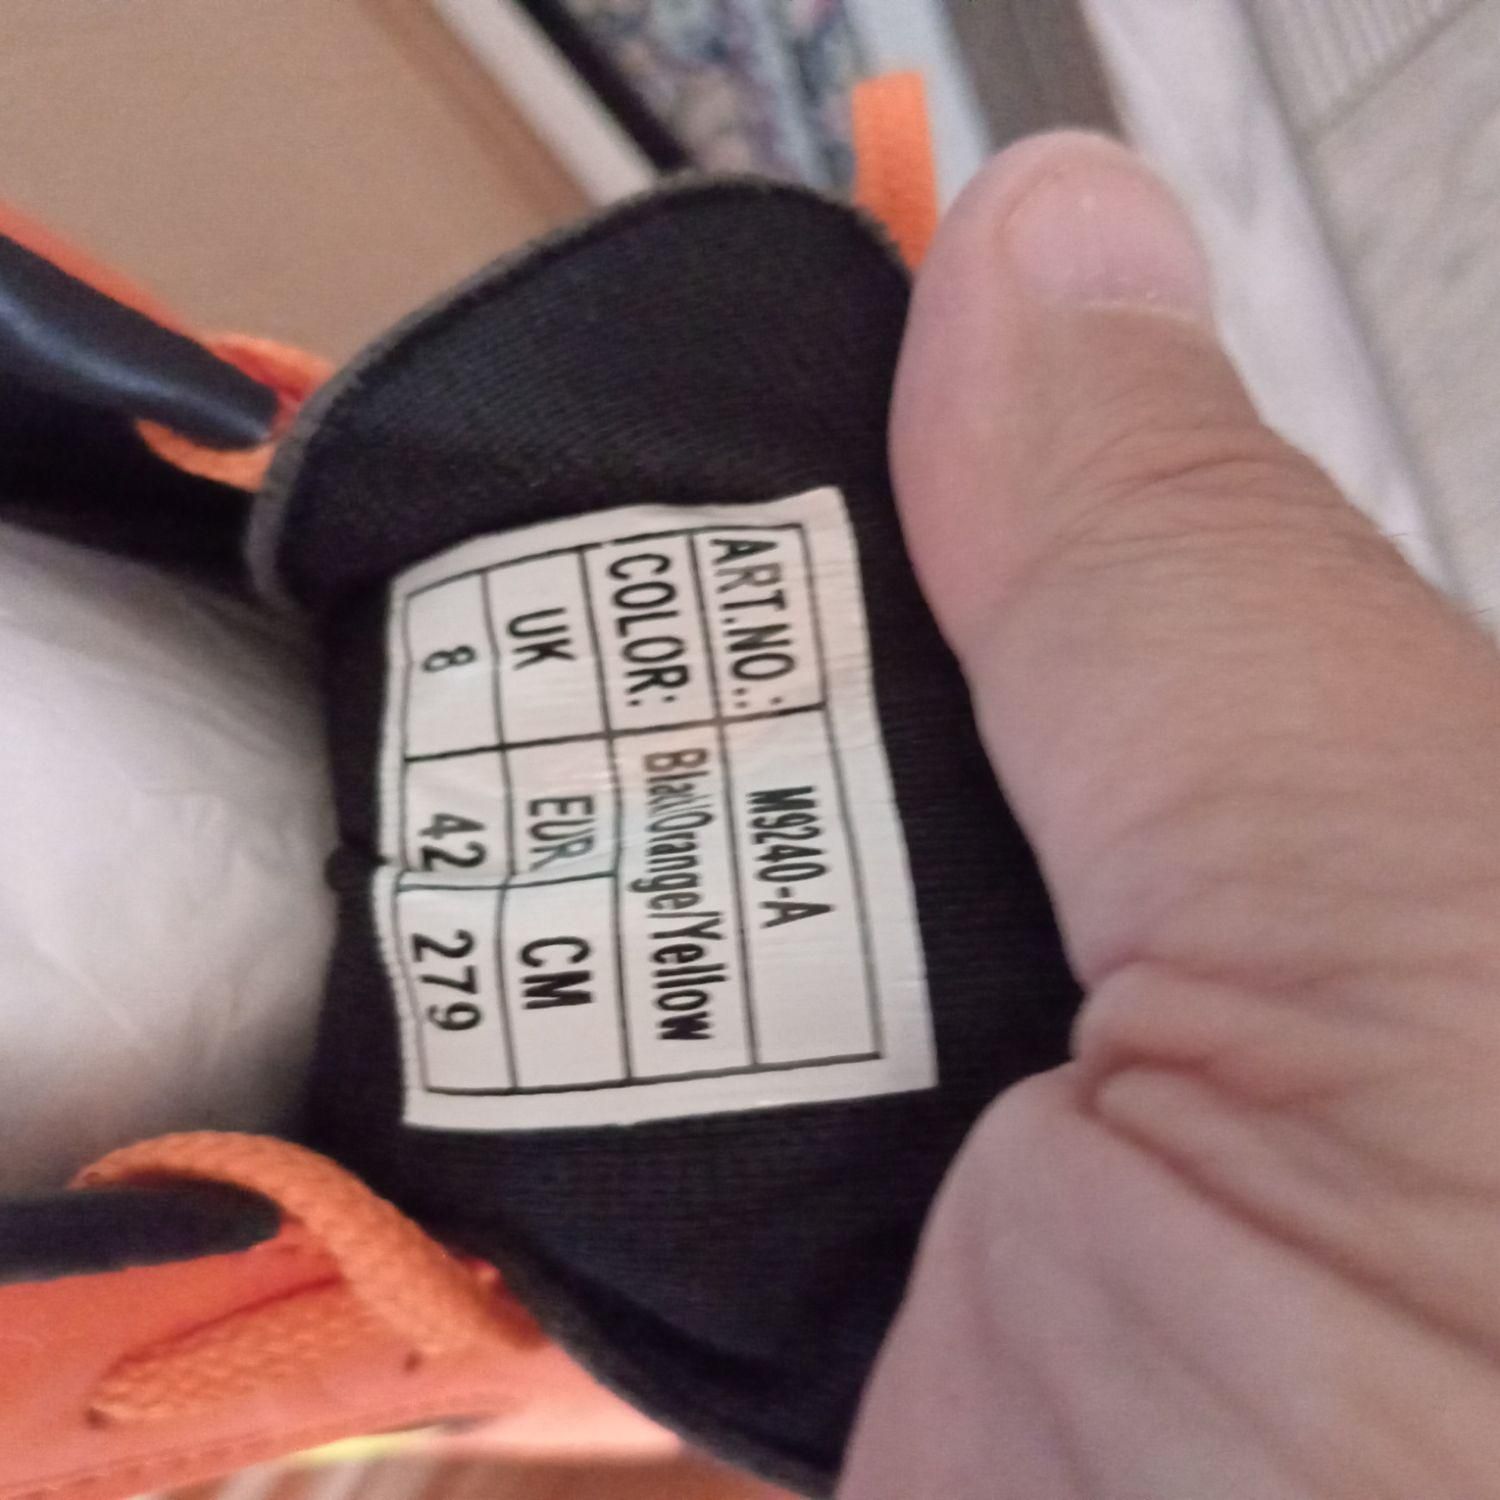 ART.NO.: M9240-A
COLOR: Black/Orange/Yellow
UK EUR CM
8 42 279